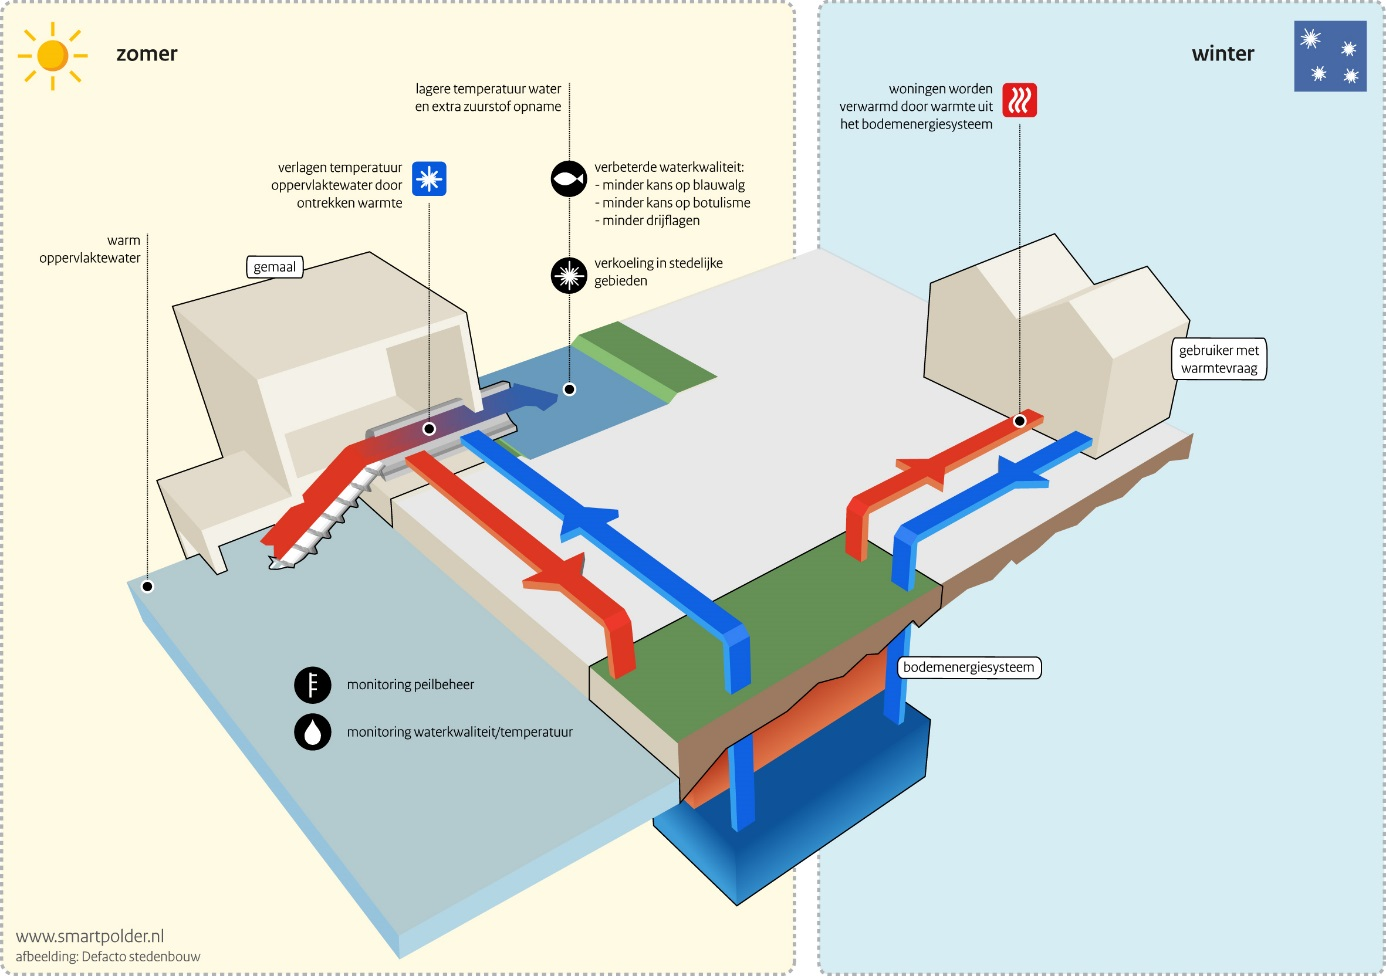 zomer
winter
lagere temperatuur water
en extra zuurstof opname
woningen worden
verwarmd door warmte uit
het bodemenergiesysteem
verlagen temperatuur
oppervlaktewater door
ontrekken warmte
verbeterde waterkwaliteit:
- minder kans op blauwalg
- minder kans op botulisme
- minder drijflagen
warm
oppervlaktewater
gemaal
verkoeling in stedelijke
gebieden
gebruiker met
warmtevraag
bodemenergiesysteem
monitoring peilbeheer
monitoring waterkwaliteit/temperatuur
www.smartpolder.nl
afbeelding: Defacto stedenbouw